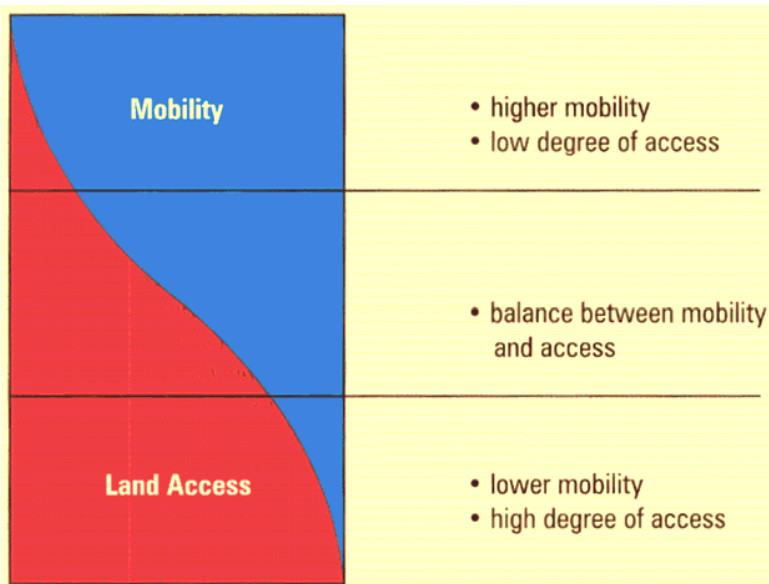 Mobility
• higher mobility
• low degree of access
• balance between mobility
and access
Land Access
• lower mobility
• high degree of access